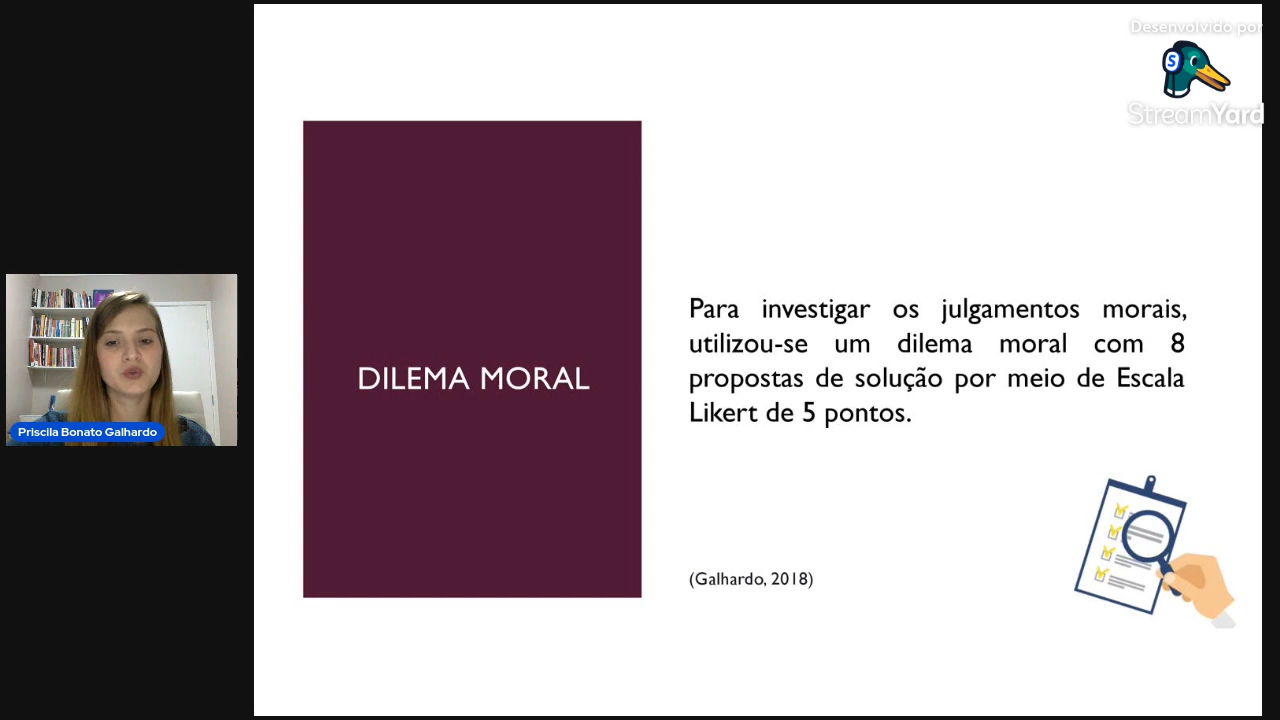 Desenvolvido por
S
StreamYard
DILEMA MORAL
Para investigar os julgamentos morais,
utilizou-se um dilema moral com 8
propostas de solução por meio de Escala
Likert de 5 pontos.
(Galhardo, 2018)
Priscila Bonato Galhardo